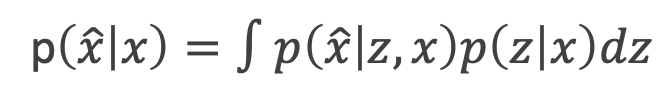 p(x̂|x) = ∫ p(x̂|z, x)p(z|x)dz